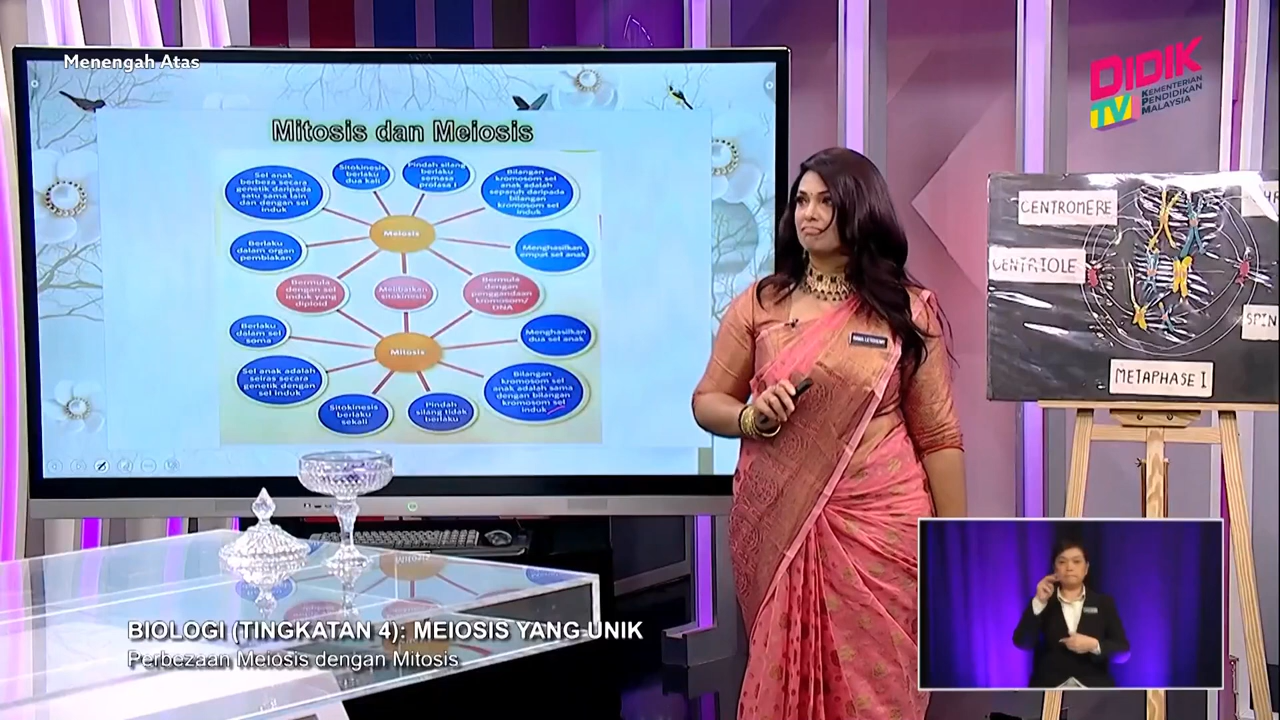 Menengah Atas
DIDIK
TV
KEMENTERIAN
PENDIDIKAN
MALAYSIA
Mitosis dan Meiosis
Sel anak
berbeza secara
genetik daripada
satu sama lain
dan dengan sel
induk
Sitokinesis
berlaku
dua kali
Pindah silang
berlaku
semasa
profasa I
Bilangan
kromosom sel
anak adalah
separuh daripada
bilangan
kromosom sel
induk
Meiosis
Berlaku
dalam organ
pembiakan
Menghasilkan
empat sel anak
Bermula
dengan sel
induk yang
diploid
Melibatkan
sitokinesis
Bermula
dengan
penggandaan
kromosom/
DNA
Berlaku
dalam sel
soma
Mitosis
Menghasilkan
dua sel anak
Sel anak adalah
seiras secara
genetik dengan
sel induk
Sitokinesis
berlaku
sekali
Pindah
silang tidak
berlaku
Bilangan
kromosom sel
anak adalah sama
dengan bilangan
kromosom sel
induk
CENTROMERE
CENTRIOLE
SPIN
METAPHASE I
BIOLOGI (TINGKATAN 4): MEIOSIS YANG UNIK
Perbezaan Meiosis dengan Mitosis